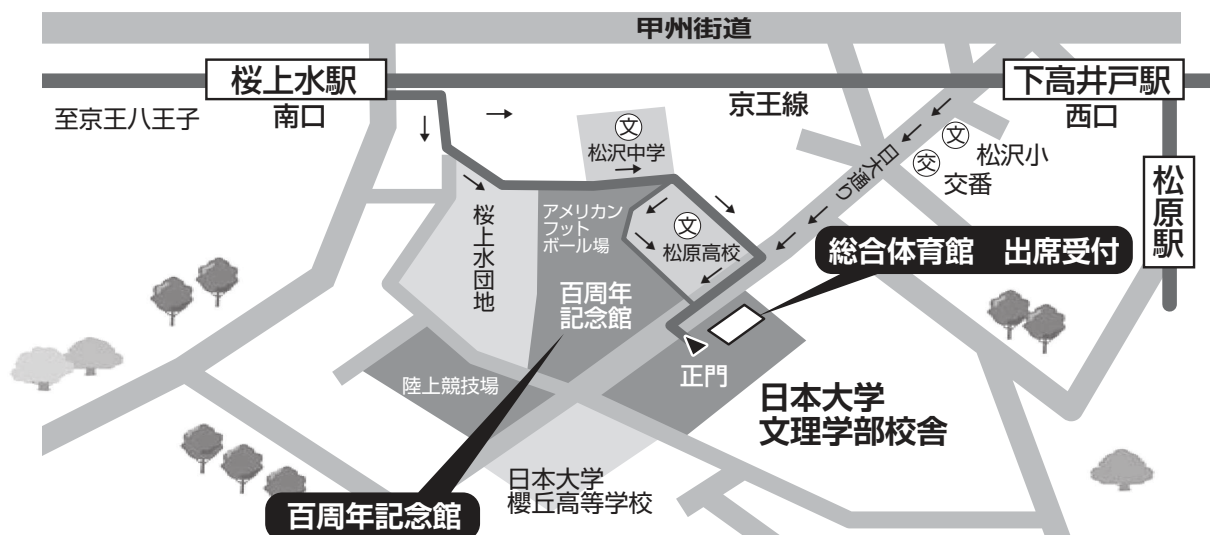 甲州街道
桜上水駅
南口
至京王八王子
京王線
下高井戸駅
西口
松原駅
文
松沢中学
文
松沢小
交
交番
日大通り
桜上水団地
アメリカン
フット
ボール場
文
松原高校
総合体育館　出席受付
百周年
記念館
正門
陸上競技場
日本大学
文理学部校舎
日本大学
櫻丘高等学校
百周年記念館